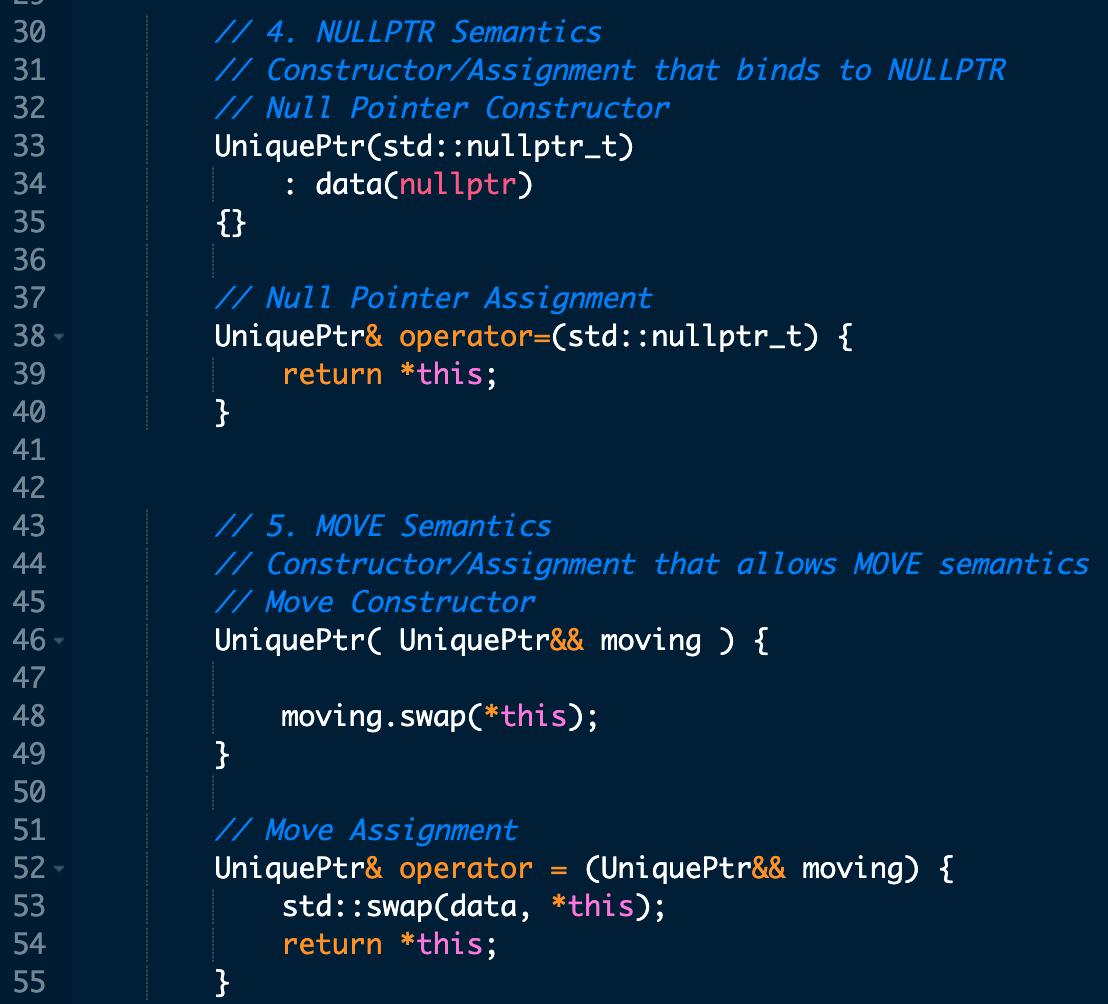 30 // 4. NULLPTR Semantics
31 // Constructor/Assignment that binds to NULLPTR
32 // Null Pointer Constructor
33 UniquePtr(std::nullptr_t)
34 : data(nullptr)
35 {}
36
37 // Null Pointer Assignment
38 UniquePtr& operator=(std::nullptr_t) {
39 return *this;
40 }
41
42
43 // 5. MOVE Semantics
44 // Constructor/Assignment that allows MOVE semantics
45 // Move Constructor
46 UniquePtr( UniquePtr&& moving ) {
47
48 moving.swap(*this);
49 }
50
51 // Move Assignment
52 UniquePtr& operator = (UniquePtr&& moving) {
53 std::swap(data, *this);
54 return *this;
55 }